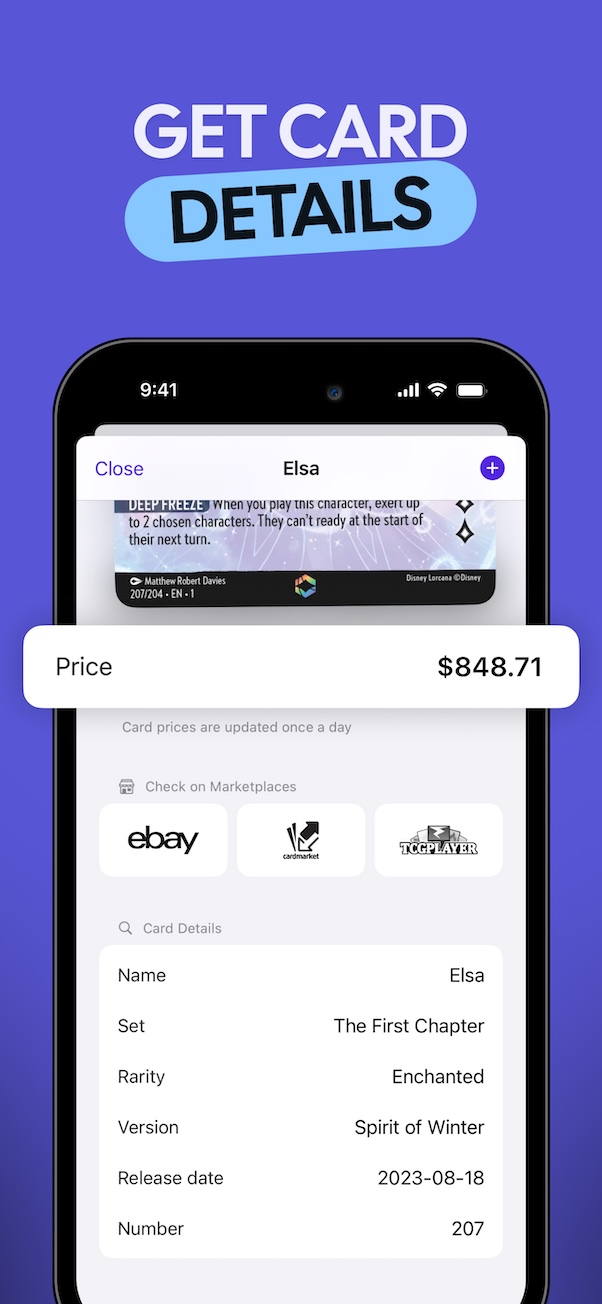 GET CARD
DETAILS
9:41
Close
Elsa
DEEP FREEZE When you play this character, exert up
to 2 chosen characters. They can't ready at the start of
their next turn.
Matthew Robert Davies
Disney Lorcana ©Disney
207/204 • EN • 1
Price
$848.71
Card prices are updated once a day
Check on Marketplaces
ebay
cardmarket
TCGPLAYER
Card Details
Name
Elsa
Set
The First Chapter
Rarity
Enchanted
Version
Spirit of Winter
Release date
2023-08-18
Number
207